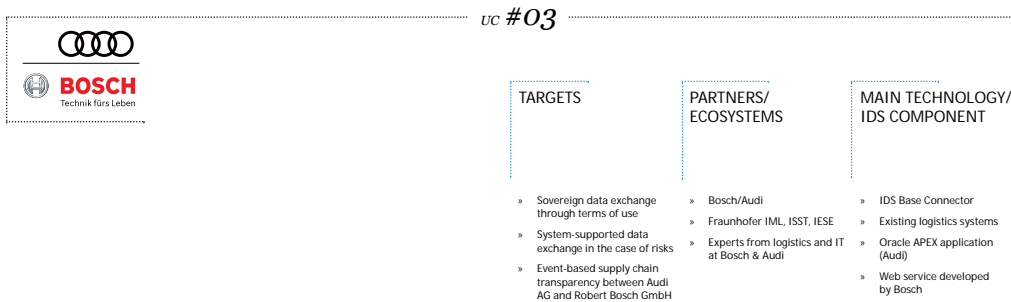 UC #03
BOSCH
Technik fürs Leben
TARGETS
» Sovereign data exchange
through terms of use
» System-supported data
exchange in the case of risks
» Event-based supply chain
transparency between Audi
AG and Robert Bosch GmbH
PARTNERS/
ECOSYSTEMS
» Bosch/Audi
» Fraunhofer IML, ISST, IESE
» Experts from logistics and IT
at Bosch & Audi
MAIN TECHNOLOGY/
IDS COMPONENT
» IDS Base Connector
» Existing logistics systems
» Oracle APEX application
(Audi)
» Web service developed
by Bosch